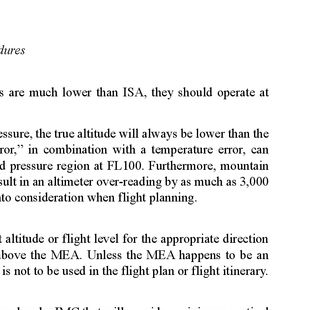 dures
s are much lower than ISA, they should operate at
essure, the true altitude will always be lower than the
ror,” in combination with a temperature error, can
d pressure region at FL100. Furthermore, mountain
sult in an altimeter over-reading by as much as 3,000
nto consideration when flight planning.
t altitude or flight level for the appropriate direction
above the MEA. Unless the MEA happens to be an
is not to be used in the flight plan or flight itinerary.